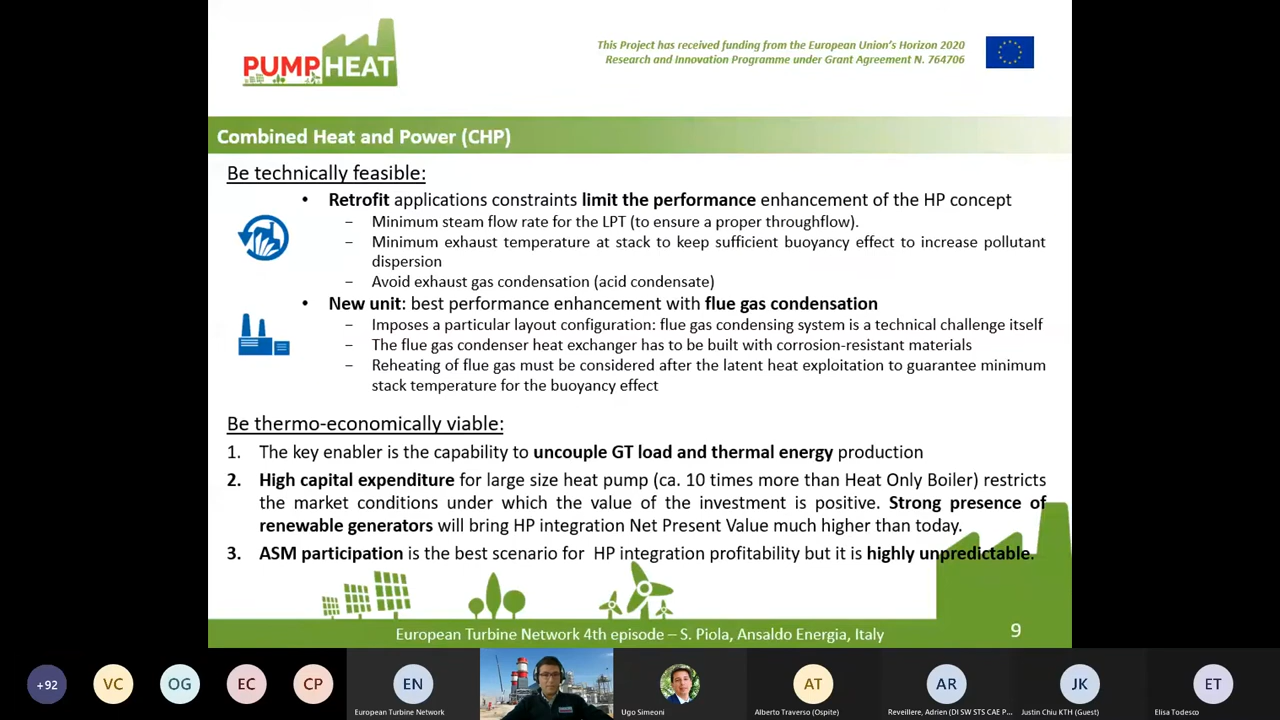 PUMPHEAT
This Project has received funding from the European Union's Horizon 2020
Research and Innovation Programme under Grant Agreement N. 764706
Combined Heat and Power (CHP)
Be technically feasible:
• Retrofit applications constraints limit the performance enhancement of the HP concept
− Minimum steam flow rate for the LPT (to ensure a proper throughflow).
− Minimum exhaust temperature at stack to keep sufficient buoyancy effect to increase pollutant
dispersion
− Avoid exhaust gas condensation (acid condensate)
• New unit: best performance enhancement with flue gas condensation
− Imposes a particular layout configuration: flue gas condensing system is a technical challenge itself
− The flue gas condenser heat exchanger has to be built with corrosion-resistant materials
− Reheating of flue gas must be considered after the latent heat exploitation to guarantee minimum
stack temperature for the buoyancy effect
Be thermo-economically viable:
1. The key enabler is the capability to uncouple GT load and thermal energy production
2. High capital expenditure for large size heat pump (ca. 10 times more than Heat Only Boiler) restricts
the market conditions under which the value of the investment is positive. Strong presence of
renewable generators will bring HP integration Net Present Value much higher than today.
3. ASM participation is the best scenario for HP integration profitability but it is highly unpredictable.
European Turbine Network 4th episode – S. Piola, Ansaldo Energia, Italy
9
+92
VC
OG
EC
CP
EN
AT
AR
JK
ET
European Turbine Network
Ugo Simeoni
Alberto Traverso (Ospite)
Reveillere, Adrien (DI SW STS CAE P...
Justin Chiu KTH (Guest)
Elisa Todesco